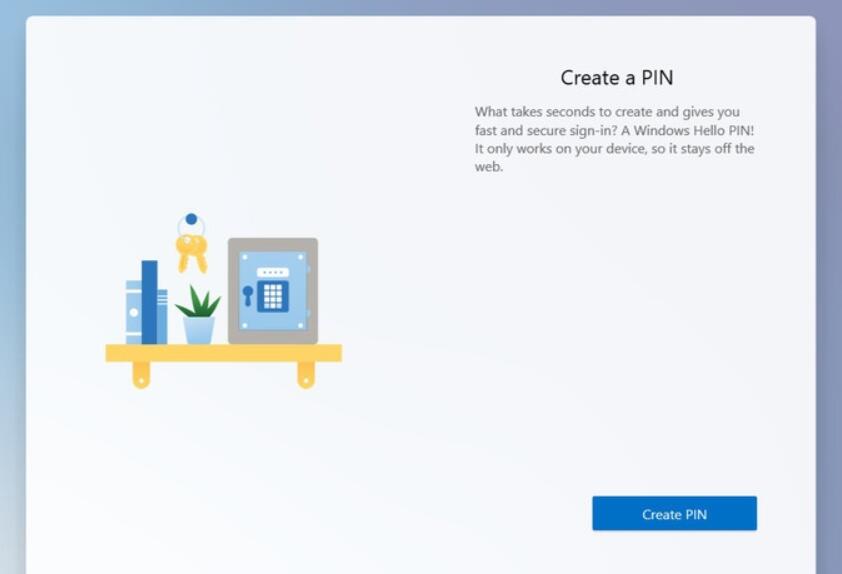 Create a PIN
What takes seconds to create and gives you
fast and secure sign-in? A Windows Hello PIN!
It only works on your device, so it stays off the
web.
Create PIN